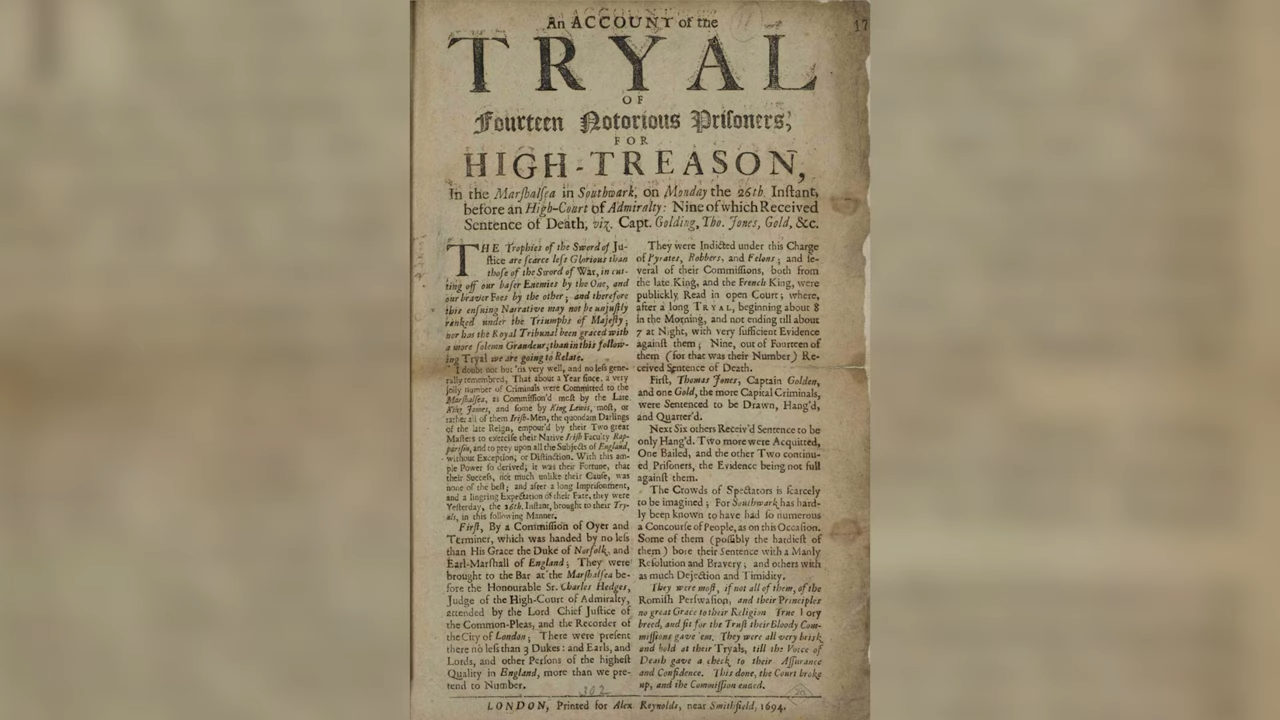 17
An ACCOUNT of the
TRYAL
OF
Fourteen Notorious Priſoners,
FOR
HIGH-TREASON,
In the Marſhalſea in Southwark, on Monday the 26th. Inſtant,
before an High-Court of Admiralty: Nine of which Received
Sentence of Death, viz. Capt. Golding, Tho. Jones, Gold, &c.
THE Trophies of the Sword of Ju-
ſtice are ſcarce leſs Glorious than
thoſe of the Sword of War, in cut-
ting off our baſer Enemies by the One, and
our braver Foes by the other; and therefore
this enſuing Narrative may not be unjuſtly
ranked under the Triumphs of Majeſty;
nor has the Royal Tribunal been graced with
a more ſolemn Grandeur, than in this follow-
ing Tryal we are going to Relate.
I doubt not but 'tis very well, and no leſs gene-
rally remembred, That about a Year ſince, a very
jolly number of Criminals were Committed to the
Marſhalſea, as Commiſſion'd moſt by the Late
King James, and ſome by King Lewis, moſt, or
rather all of them Iriſh-Men, the quondam Darlings
of the late Reign, empour'd by their Two great
Maſters to exerciſe their Native Iriſh Faculty Rap-
pariſm, and to prey upon all the Subjects of England,
without Exception, or Diſtinction. With this am-
ple Power ſo derived, it was their Fortune, that
their Succeſs, not much unlike their Cauſe, was
none of the beſt; and after a long Impriſonment,
and a lingring Expectation of their Fate, they were
Yeſterday, the 26th. Inſtant, brought to their Try-
als, in this following Manner.
Firſt, By a Commiſſion of Oyer and
Terminer, which was handed by no leſs
than His Grace the Duke of Norfolk, and
Earl-Marſhall of England; They were
brought to the Bar at the Marſhalſea be-
fore the Honourable Sr. Charles Hedges,
Judge of the High-Court of Admiralty,
attended by the Lord Chief Juſtice of
the Common-Pleas, and the Recorder of
the City of London; There were preſent
there no leſs than 3 Dukes: and Earls, and
Lords, and other Perſons of the higheſt
Quality in England, more than we pre-
tend to Number.
They were Indicted under this Charge
of Pyrates, Robbers, and Felons; and ſe-
veral of their Commiſſions, both from
the late King, and the French King, were
publickly Read in open Court; where,
after a long TRYAL, beginning about 8
in the Morning, and not ending till about
7 at Night, with very ſufficient Evidence
againſt them; Nine, out of Fourteen of
them (for that was their Number) Re-
ceived Sentence of Death.
Firſt, Thomas Jones, Captain Golden,
and one Gold, the more Capital Criminals,
were Sentenced to be Drawn, Hang'd,
and Quarter'd.
Next Six others Receiv'd Sentence to be
only Hang'd. Two more were Acquitted,
One Bailed, and the other Two continu-
ed Priſoners, the Evidence being not full
againſt them.
The Crowds of Spectators is ſcarcely
to be imagined; For Southwark has hard-
ly been known to have had ſo numerous
a Concourſe of People, as on this Occaſion.
Some of them (poſſibly the hardieſt of
them) bore their Sentence with a Manly
Reſolution and Bravery; and others with
as much Dejection and Timidity.
They were moſt, if not all of them, of the
Romiſh Perſwaſion, and their Principles
no great Grace to their Religion True Tory
breed, and fit for the Truſt their Bloody Com-
miſſions gave 'em. They were all very brisk
and bold at their Tryals, till the Voice of
Death gave a check to their Aſſurance
and Confidence. This done, the Court broke
up, and the Commiſſion ended.
302
LONDON, Printed for Alex Reynolds, near Smithfield, 1694.